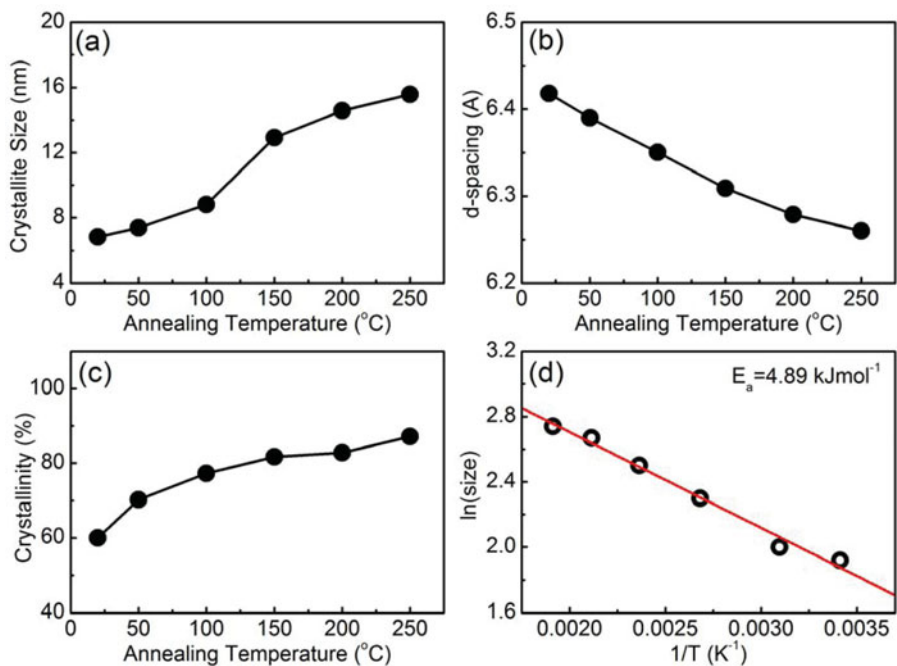 (a)
Crystallite Size (nm)
20
16
12
8
4
0 50 100 150 200 250
Annealing Temperature (°C)
(b)
d-spacing (A)
6.4
6.3
6.2
0 50 100 150 200 250
Annealing Temperature (°C)
(c)
Crystallinity (%)
100
80
60
40
0 50 100 150 200 250
Annealing Temperature (°C)
(d)
Eₐ=4.89 kJmol⁻¹
ln(size)
3.2
2.8
2.4
2.0
1.6
0.0020 0.0025 0.0030 0.0035
1/T (K⁻¹)